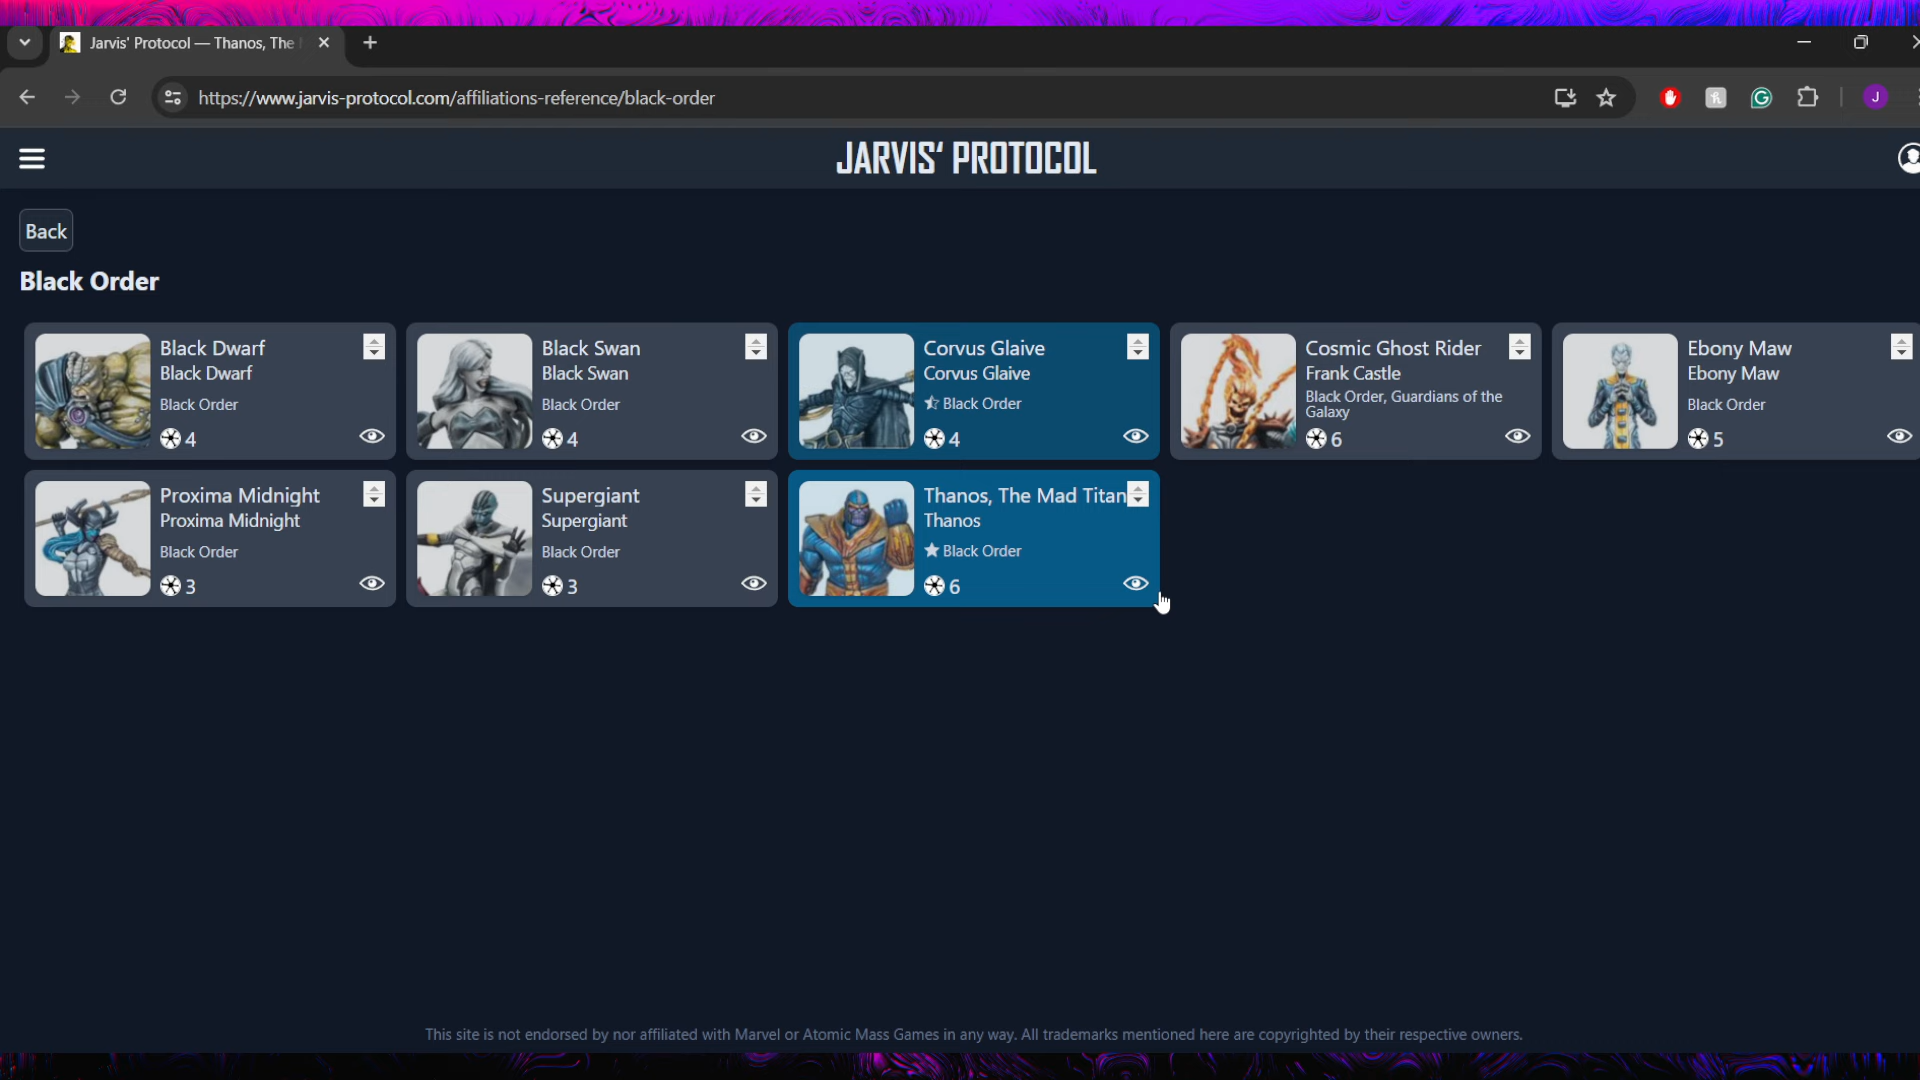 Jarvis' Protocol — Thanos, The
https://www.jarvis-protocol.com/affiliations-reference/black-order
J
JARVIS' PROTOCOL
Back
Black Order
Black Dwarf
Black Dwarf
Black Order
4
Black Swan
Black Swan
Black Order
4
Corvus Glaive
Corvus Glaive
Black Order
4
Cosmic Ghost Rider
Frank Castle
Black Order, Guardians of the
Galaxy
6
Ebony Maw
Ebony Maw
Black Order
5
Proxima Midnight
Proxima Midnight
Black Order
3
Supergiant
Supergiant
Black Order
3
Thanos, The Mad Titan
Thanos
Black Order
6
This site is not endorsed by nor affiliated with Marvel or Atomic Mass Games in any way. All trademarks mentioned here are copyrighted by their respective owners.